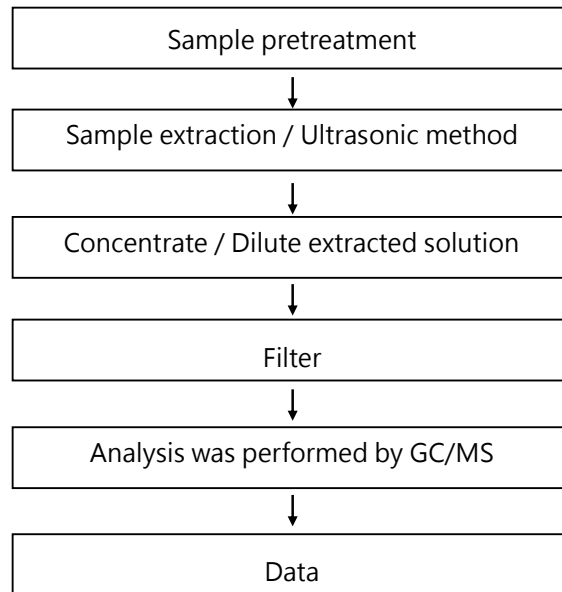 Sample pretreatment
Sample extraction / Ultrasonic method
Concentrate / Dilute extracted solution
Filter
Analysis was performed by GC/MS
Data